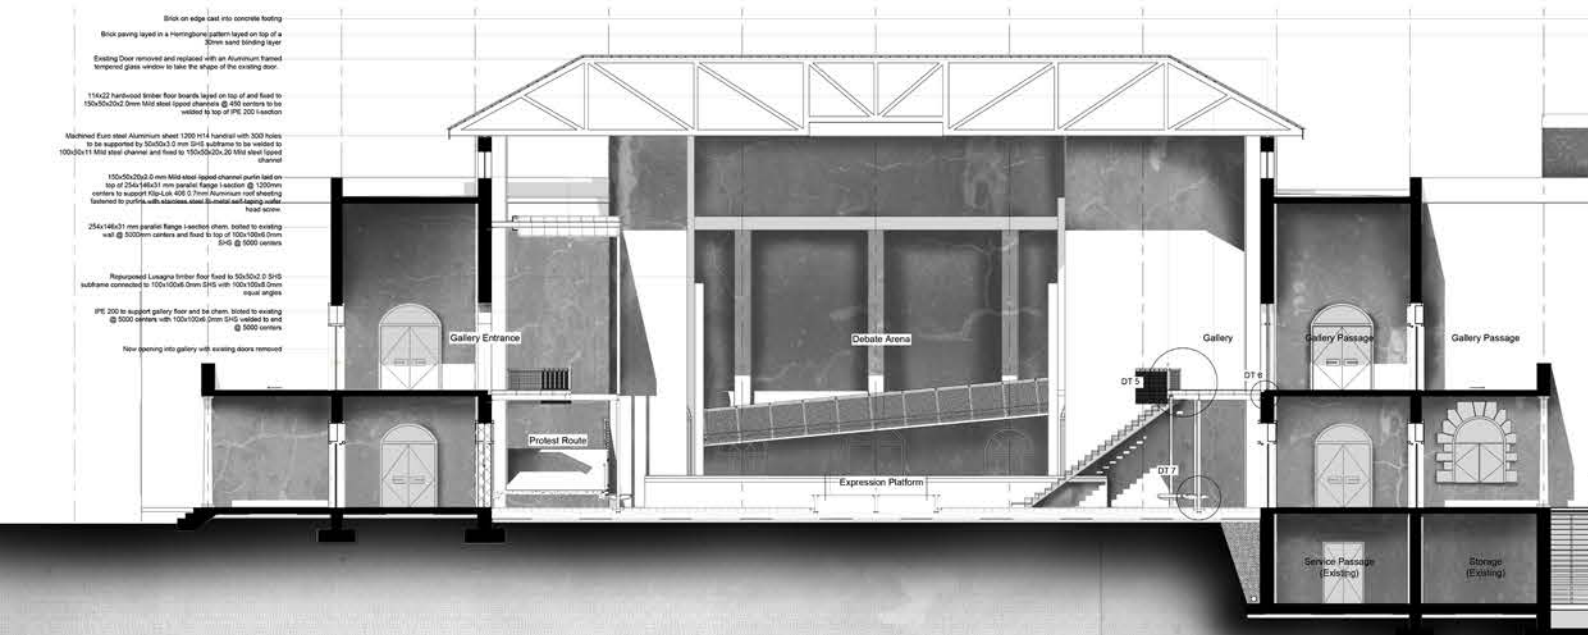 Brick on edge cast into concrete footing
Brick paving layed in a Herringbone pattern layed on top of a
30mm sand binding layer
Existing Door removed and replaced with an Aluminium framed
tempered glass window to take the shape of the existing door.
114x22 hardwood timber floor boards layed on top of and fixed to
150x50x20x2.0mm Mild steel lipped channels @ 450 centers to be
welded to top of IPE 200 I-section
Machined Euro steel Aluminium sheet 1200 H14 handrail with holes
to be supported by 50x50x3.0 mm SHS subframe to be welded to
100x50x11 Mild steel channel and fixed to 150x50x20x.20 Mild steel lipped
channel
150x50x20x2.0 mm Mild steel lipped channel purlin laid on
top of 254x146x31 mm parallel flange I-section @ 1200mm
centers to support Klip-Lok 406 0.7mm Aluminium roof sheeting
fastened to purlins with stainless steel Bi-metal self-taping wafer
head screw.
254x146x31 mm parallel flange I-section chem. bolted to existing
wall @ 5000mm centers and fixed to top of 100x100x6.0mm
SHS @ 5000 centers
Repurposed Lusagna timber floor fixed to 50x50x2.0 SHS
subframe connected to 100x100x6.0mm SHS with 100x100x8.0mm
equal angles
IPE 200 to support gallery floor and be chem. bloted to existing
@ 5000 centers with 100x100x6.0mm SHS welded to end
@ 5000 centers
New opening into gallery with existing doors removed
Gallery Entrance
Debate Arena
Gallery
Gallery Passage
Gallery Passage
DT 5
DT 6
Protest Route
DT 7
Expression Platform
Service Passage
(Existing)
Storage
(Existing)